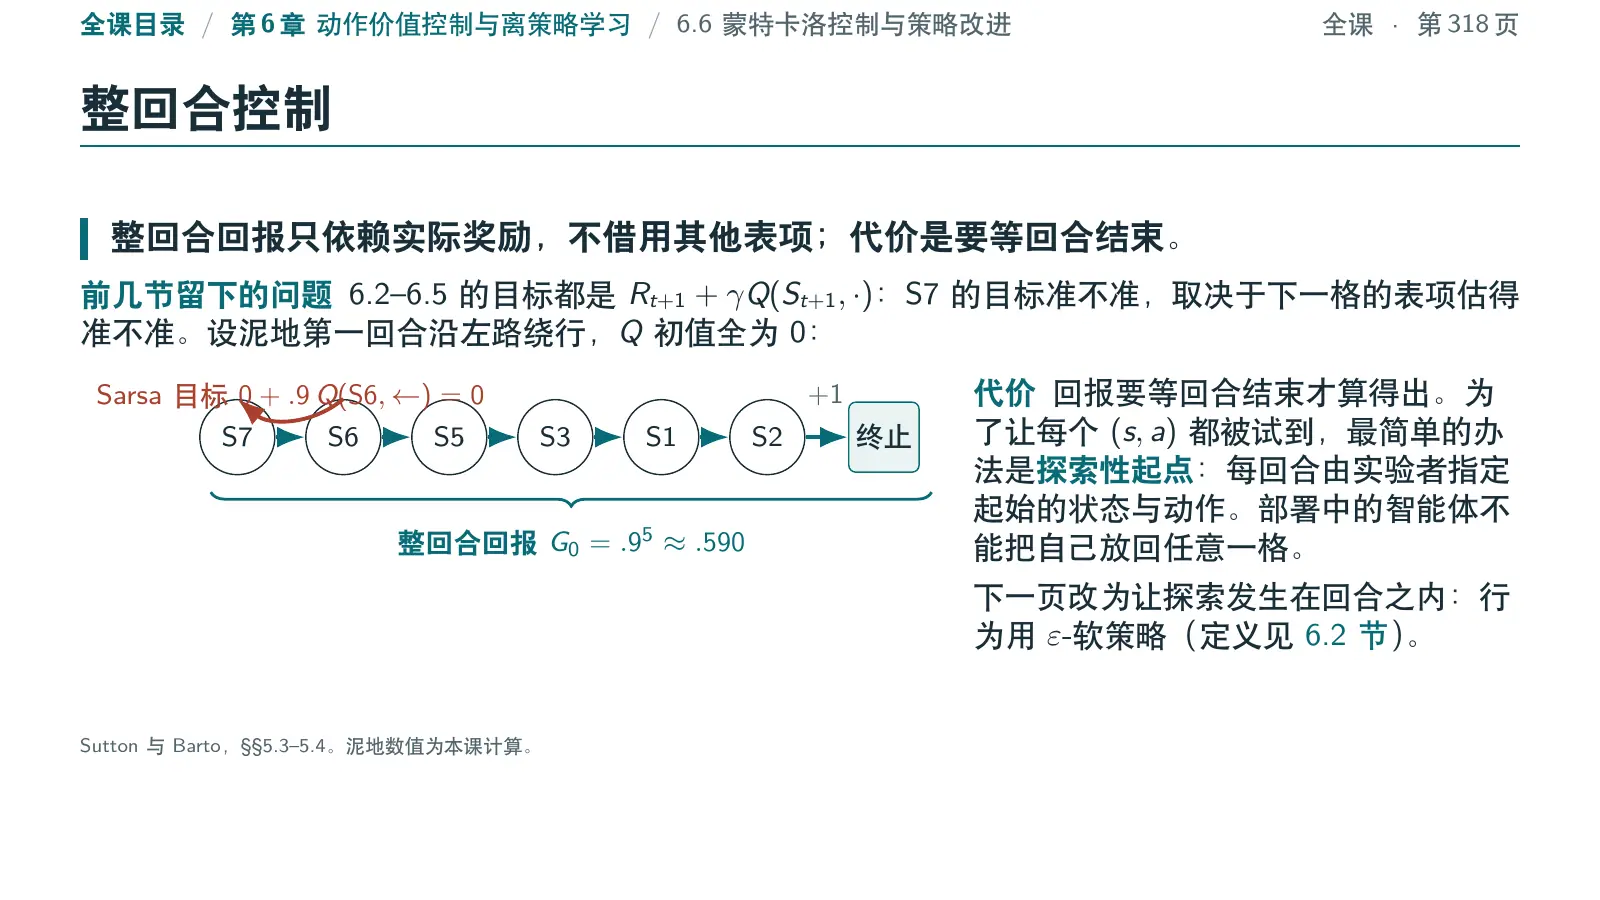 全课目录 / 第 6 章 动作价值控制与离策略学习 / 6.6 蒙特卡洛控制与策略改进
全课 · 第 318 页
整回合控制
整回合回报只依赖实际奖励，不借用其他表项；代价是要等回合结束。
前几节留下的问题 6.2–6.5 的目标都是 Rₜ₊₁ + γQ(Sₜ₊₁, ·)：S7 的目标准不准，取决于下一格的表项估得
准不准。设泥地第一回合沿左路绕行，Q 初值全为 0：
Sarsa 目标 0 + .9 Q(S6, ←) = 0
+1
S7 S6 S5 S3 S1 S2 终止
整回合回报 G₀ = .9⁵ ≈ .590
代价 回报要等回合结束才算得出。为
了让每个 (s, a) 都被试到，最简单的办
法是探索性起点：每回合由实验者指定
起始的状态与动作。部署中的智能体不
能把自己放回任意一格。
下一页改为让探索发生在回合之内：行
为用 ε-软策略（定义见 6.2 节）。
Sutton 与 Barto，§§5.3–5.4。泥地数值为本课计算。